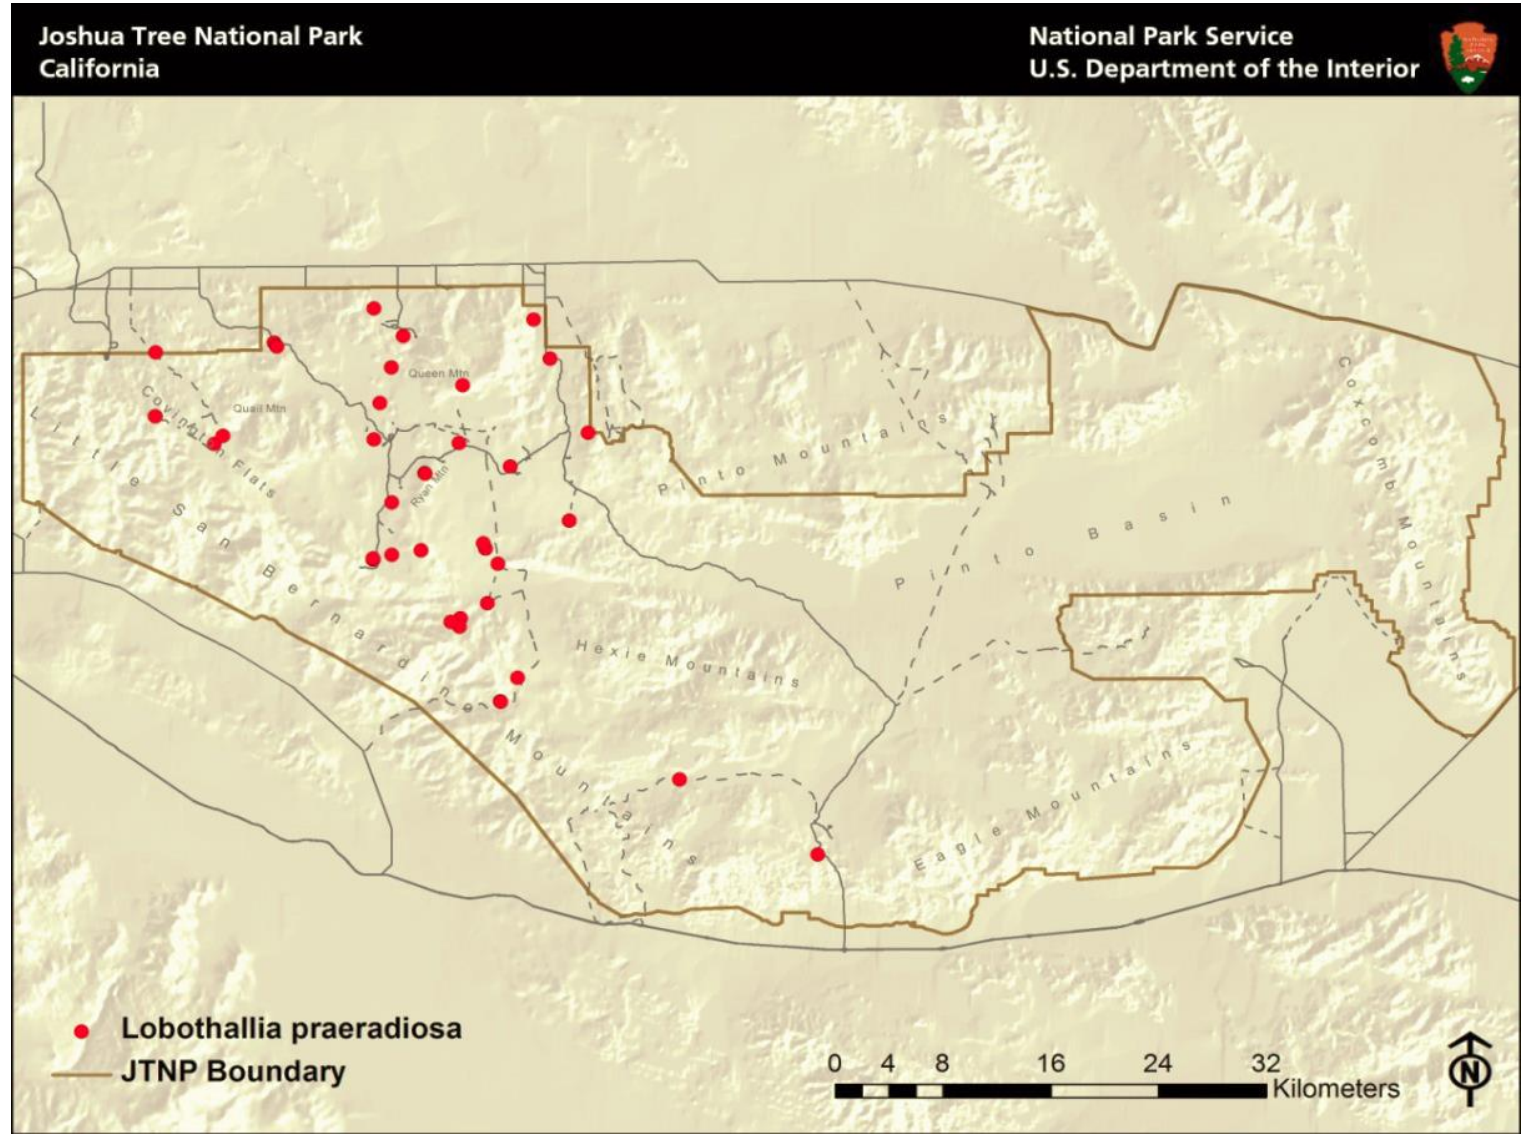 Joshua Tree National Park
California
National Park Service
U.S. Department of the Interior
Queen Mtn
Quail Mtn
Covington Flats
Ryan Mtn
Little San Bernardino Mountains
Pinto Mountains
Pinto Basin
Coxcomb Mountains
Hexie Mountains
Eagle Mountains
Lobothallia praeradiosa
JTNP Boundary
0 4 8 16 24 32
Kilometers
N